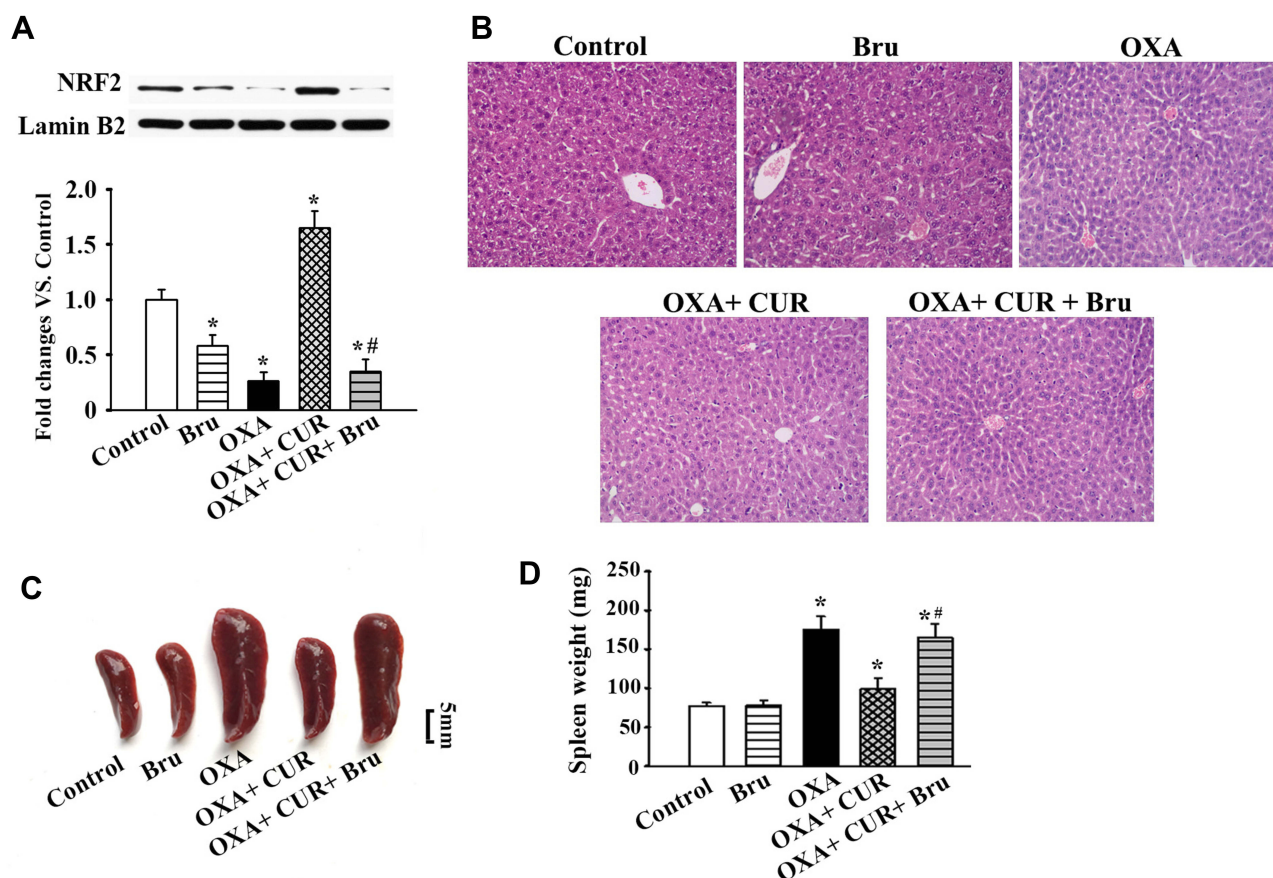 A
NRF2
Lamin B2
Fold changes VS. Control
2.0
1.5
1.0
0.5
0
*
*
*
*
*#
Control
Bru
OXA
OXA+ CUR
OXA+ CUR+ Bru
B
Control
Bru
OXA
OXA+ CUR
OXA+ CUR + Bru
C
Control
Bru
OXA
OXA+ CUR
OXA+ CUR+ Bru
5mm
D
Spleen weight (mg)
250
200
150
100
50
0
*
*
*#
Control
Bru
OXA
OXA+ CUR
OXA+ CUR+ Bru